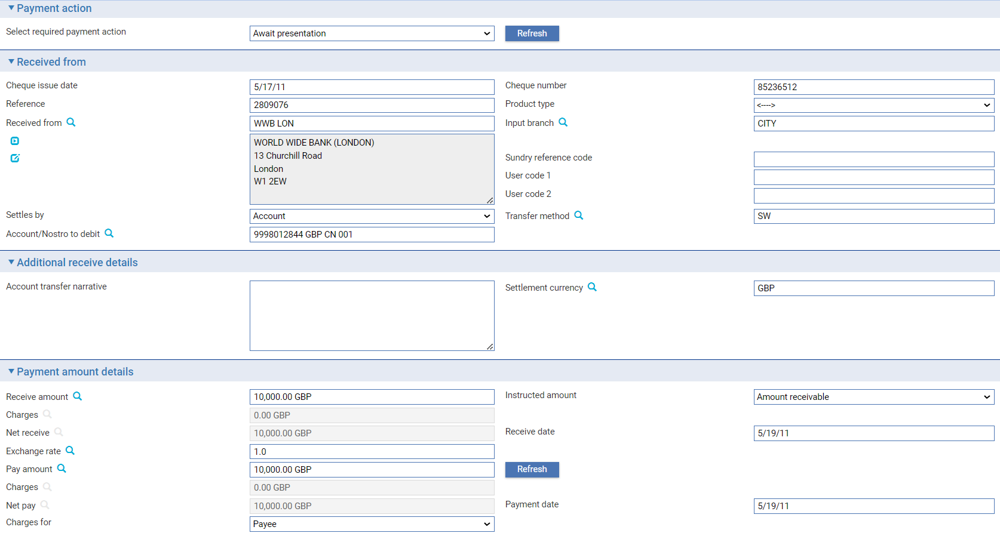 Payment action
Select required payment action Await presentation Refresh
Received from
Cheque issue date 5/17/11 Cheque number 85236512
Reference 2809076 Product type <---->
Received from WWB LON Input branch CITY
WORLD WIDE BANK (LONDON)
13 Churchill Road Sundry reference code
London User code 1
W1 2EW User code 2
Settles by Account Transfer method SW
Account/Nostro to debit 9998012844 GBP CN 001
Additional receive details
Account transfer narrative Settlement currency GBP
Payment amount details
Receive amount 10,000.00 GBP Instructed amount Amount receivable
Charges 0.00 GBP
Net receive 10,000.00 GBP Receive date 5/19/11
Exchange rate 1.0
Pay amount 10,000.00 GBP Refresh
Charges 0.00 GBP
Net pay 10,000.00 GBP Payment date 5/19/11
Charges for Payee